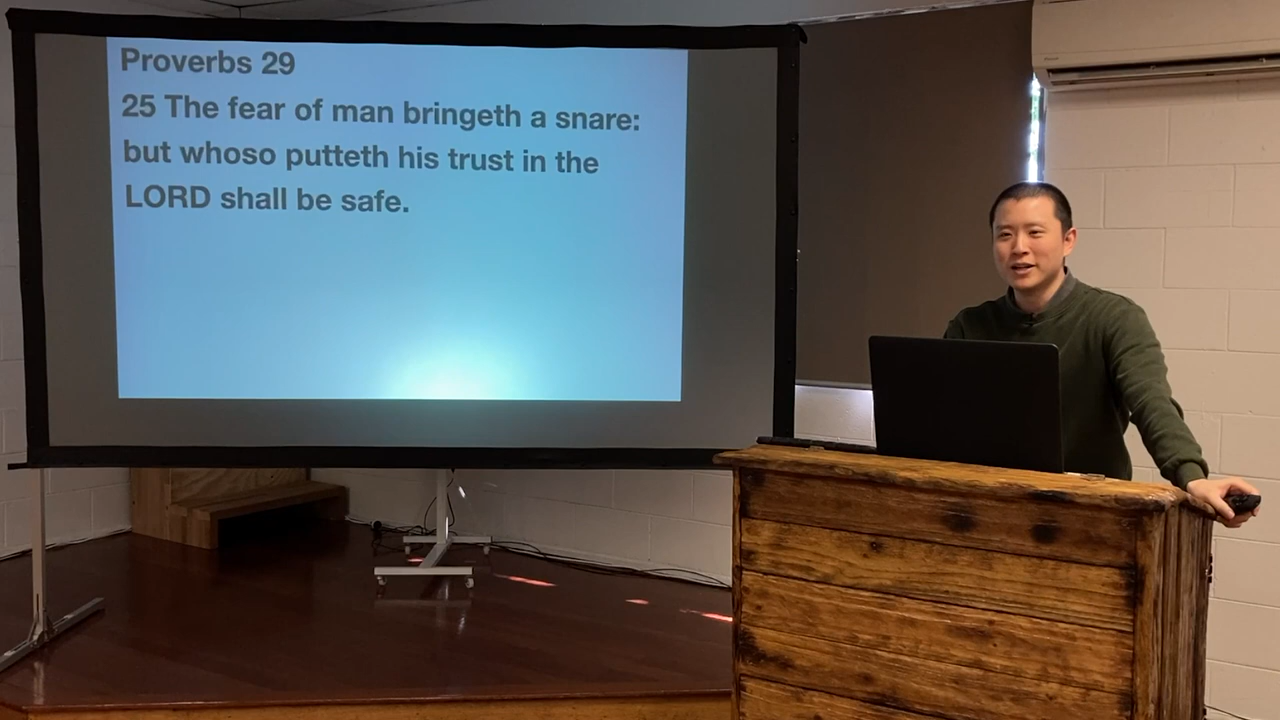 Proverbs 29
25 The fear of man bringeth a snare:
but whoso putteth his trust in the
LORD shall be safe.